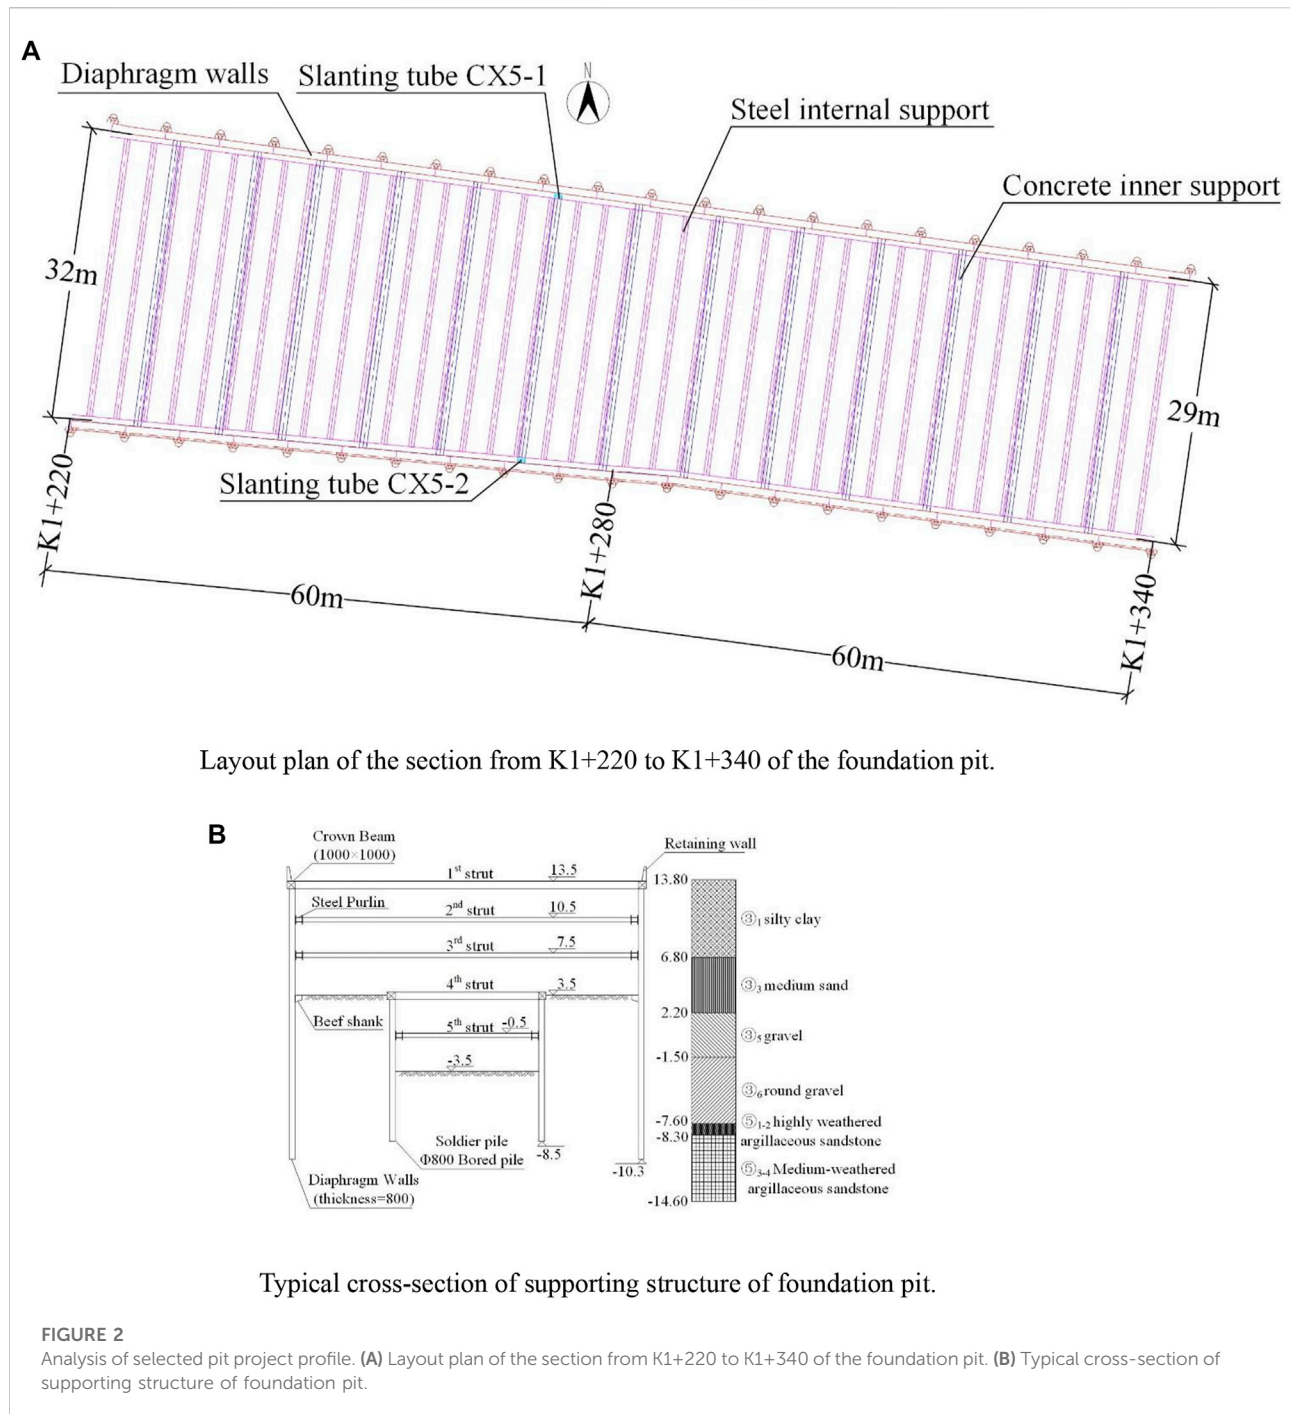 A
Diaphragm walls
Slanting tube CX5-1
N
Steel internal support
Concrete inner support
32m
29m
Slanting tube CX5-2
K1+220
K1+280
K1+340
60m
60m
Layout plan of the section from K1+220 to K1+340 of the foundation pit.
B
Crown Beam
(1000×1000)
Retaining wall
1st strut
13.5
13.80
Steel Purlin
2nd strut
10.5
③1 silty clay
3rd strut
7.5
6.80
4th strut
3.5
③3 medium sand
2.20
Beef shank
5th strut
-0.5
③5 gravel
-1.50
-3.5
③6 round gravel
-7.60
⑤1-2 highly weathered
argillaceous sandstone
-8.30
Soldier pile
Φ800 Bored pile
-8.5
-10.3
⑤3-4 Medium-weathered
argillaceous sandstone
Diaphragm Walls
(thickness=800)
-14.60
Typical cross-section of supporting structure of foundation pit.
FIGURE 2
Analysis of selected pit project profile. (A) Layout plan of the section from K1+220 to K1+340 of the foundation pit. (B) Typical cross-section of
supporting structure of foundation pit.